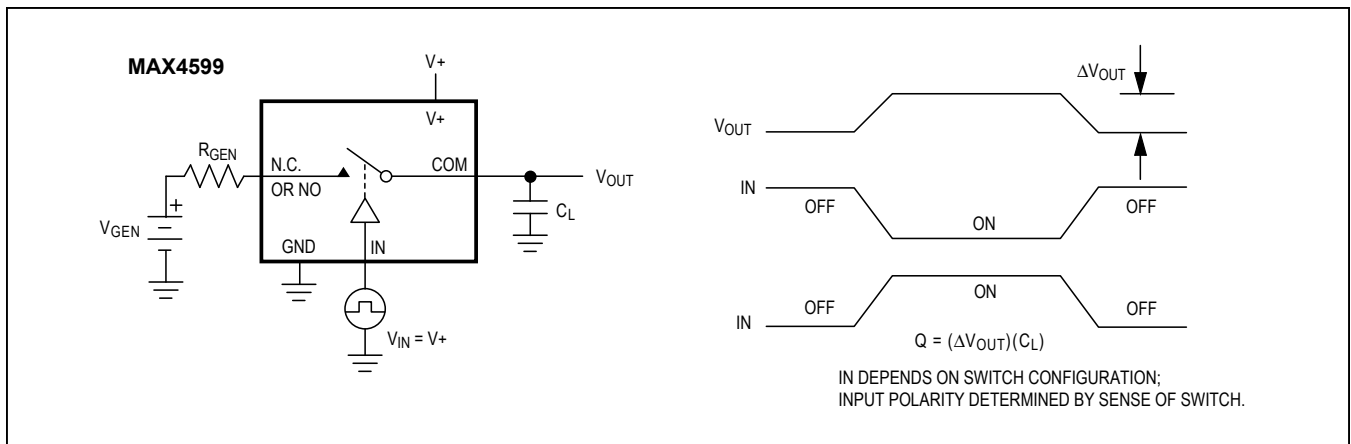 MAX4599
V+
V+
RGEN
N.C.
OR NO
COM
VOUT
CL
VGEN
+
GND
IN
VIN = V+
ΔVOUT
VOUT
IN
OFF
ON
OFF
IN
OFF
ON
OFF
Q = (ΔVOUT)(CL)
IN DEPENDS ON SWITCH CONFIGURATION;
INPUT POLARITY DETERMINED BY SENSE OF SWITCH.